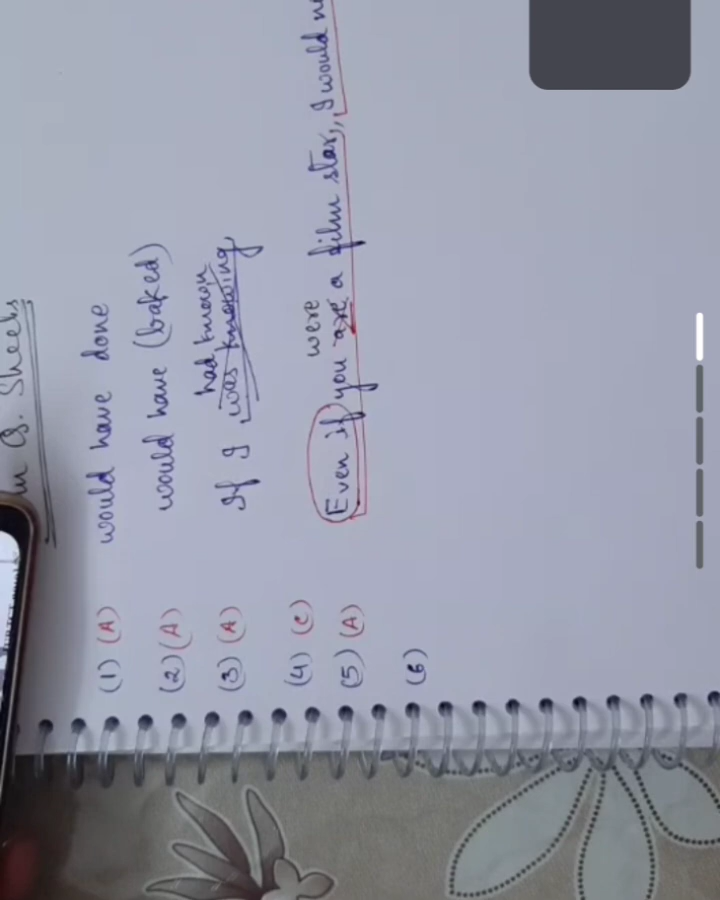 In Q. Sheets
(1) (A) would have done
(2) (A) would have (baked)
had known
(3) (A) If I was knowing,
(4) (C)
were
(5) (A) Even if you are a film star, I would
(6)